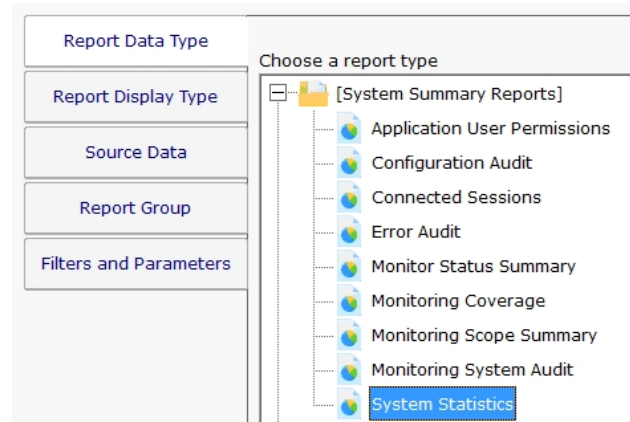 Report Data Type
Report Display Type
Source Data
Report Group
Filters and Parameters
Choose a report type
[System Summary Reports]
Application User Permissions
Configuration Audit
Connected Sessions
Error Audit
Monitor Status Summary
Monitoring Coverage
Monitoring Scope Summary
Monitoring System Audit
System Statistics